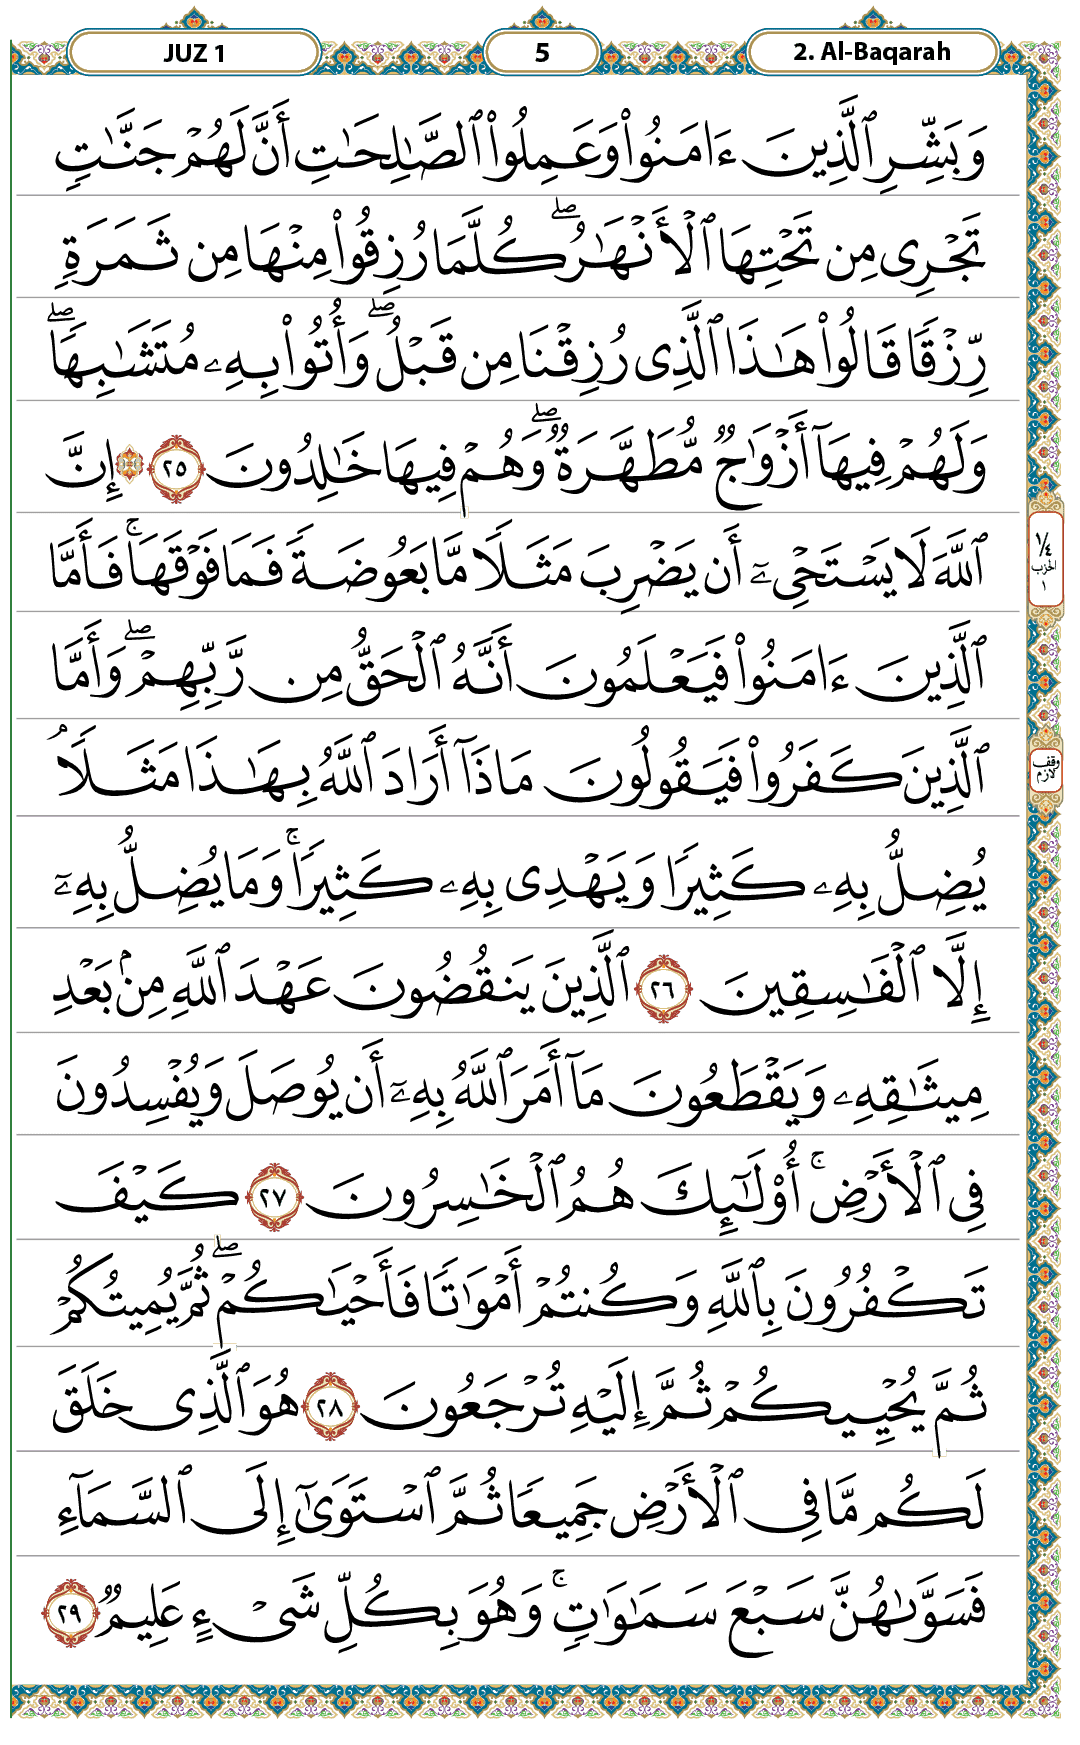 JUZ 1
5
2. Al-Baqarah
وَبَشِّرِ ٱلَّذِينَ ءَامَنُوا۟ وَعَمِلُوا۟ ٱلصَّـٰلِحَـٰتِ أَنَّ لَهُمْ جَنَّـٰتٍ
تَجْرِى مِن تَحْتِهَا ٱلْأَنْهَـٰرُ ۖ كُلَّمَا رُزِقُوا۟ مِنْهَا مِن ثَمَرَةٍ
رِّزْقًا قَالُوا۟ هَـٰذَا ٱلَّذِى رُزِقْنَا مِن قَبْلُ ۖ وَأُتُوا۟ بِهِۦ مُتَشَـٰبِهًا ۖ
وَلَهُمْ فِيهَآ أَزْوَٰجٌ مُّطَهَّرَةٌ ۖ وَهُمْ فِيهَا خَـٰلِدُونَ ٢٥ إِنَّ
ٱللَّهَ لَا يَسْتَحْىِۦٓ أَن يَضْرِبَ مَثَلًا مَّا بَعُوضَةً فَمَا فَوْقَهَا ۚ فَأَمَّا
١/٤
الحزب
١
ٱلَّذِينَ ءَامَنُوا۟ فَيَعْلَمُونَ أَنَّهُ ٱلْحَقُّ مِن رَّبِّهِمْ ۖ وَأَمَّا
ٱلَّذِينَ كَفَرُوا۟ فَيَقُولُونَ مَاذَآ أَرَادَ ٱللَّهُ بِهَـٰذَا مَثَلًا ۘ
وقف
لازم
يُضِلُّ بِهِۦ كَثِيرًا وَيَهْدِى بِهِۦ كَثِيرًا ۚ وَمَا يُضِلُّ بِهِۦٓ
إِلَّا ٱلْفَـٰسِقِينَ ٢٦ ٱلَّذِينَ يَنقُضُونَ عَهْدَ ٱللَّهِ مِنۢ بَعْدِ
مِيثَـٰقِهِۦ وَيَقْطَعُونَ مَآ أَمَرَ ٱللَّهُ بِهِۦٓ أَن يُوصَلَ وَيُفْسِدُونَ
فِى ٱلْأَرْضِ ۚ أُو۟لَـٰٓئِكَ هُمُ ٱلْخَـٰسِرُونَ ٢٧ كَيْفَ
تَكْفُرُونَ بِٱللَّهِ وَكُنتُمْ أَمْوَٰتًا فَأَحْيَـٰكُمْ ۖ ثُمَّ يُمِيتُكُمْ
ثُمَّ يُحْيِيكُمْ ثُمَّ إِلَيْهِ تُرْجَعُونَ ٢٨ هُوَ ٱلَّذِى خَلَقَ
لَكُم مَّا فِى ٱلْأَرْضِ جَمِيعًا ثُمَّ ٱسْتَوَىٰٓ إِلَى ٱلسَّمَآءِ
فَسَوَّىٰهُنَّ سَبْعَ سَمَـٰوَٰتٍ ۚ وَهُوَ بِكُلِّ شَىْءٍ عَلِيمٌ ٢٩